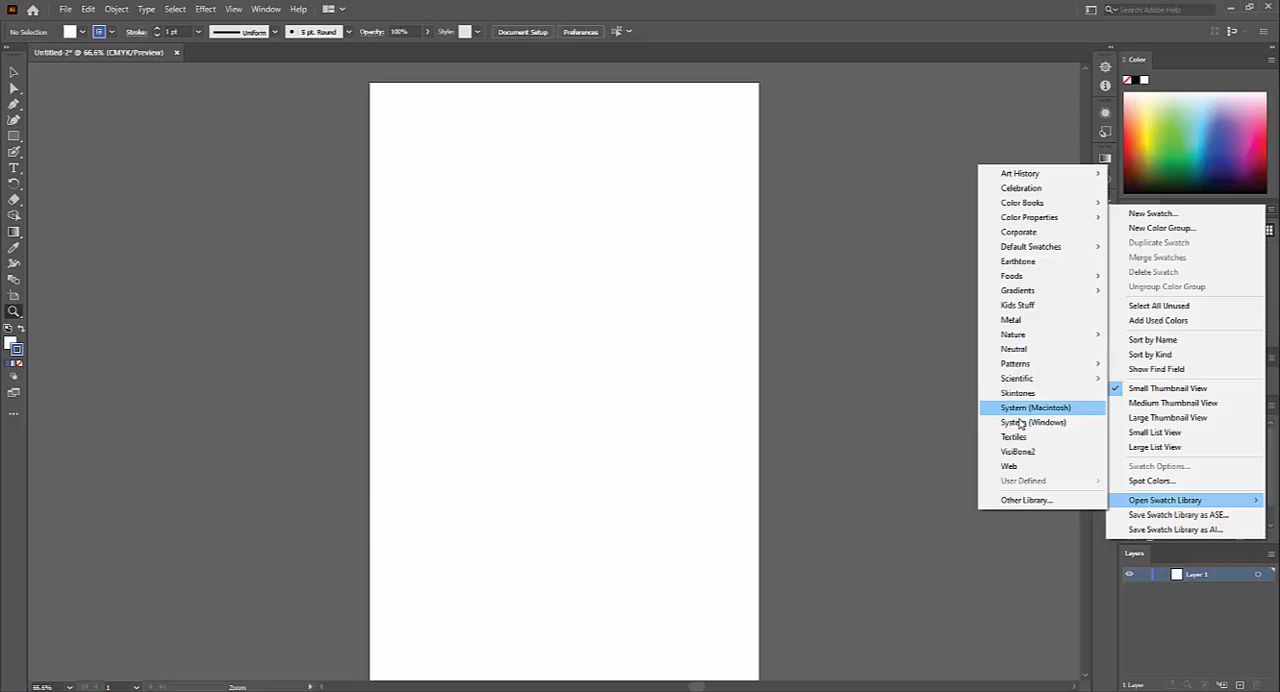 Ai File Edit Object Type Select Effect View Window Help Search Adobe Help
No Selection Stroke: 1 pt Uniform 5 pt. Round Opacity: 100% Style: Document Setup Preferences
Untitled-2* @ 66.6% (CMYK/Preview)
Color
Art History
Celebration
Color Books
Color Properties
Corporate
Default Swatches
Earthtone
Foods
Gradients
Kids Stuff
Metal
Nature
Neutral
Patterns
Scientific
Skintones
System (Macintosh)
System (Windows)
Textiles
VisiBone2
Web
User Defined
Other Library...
New Swatch...
New Color Group...
Duplicate Swatch
Merge Swatches
Delete Swatch
Ungroup Color Group
Select All Unused
Add Used Colors
Sort by Name
Sort by Kind
Show Find Field
Small Thumbnail View
Medium Thumbnail View
Large Thumbnail View
Small List View
Large List View
Swatch Options...
Spot Colors...
Open Swatch Library
Save Swatch Library as ASE...
Save Swatch Library as AI...
Layers
Layer 1
66.6% 1 Zoom 1 Layer